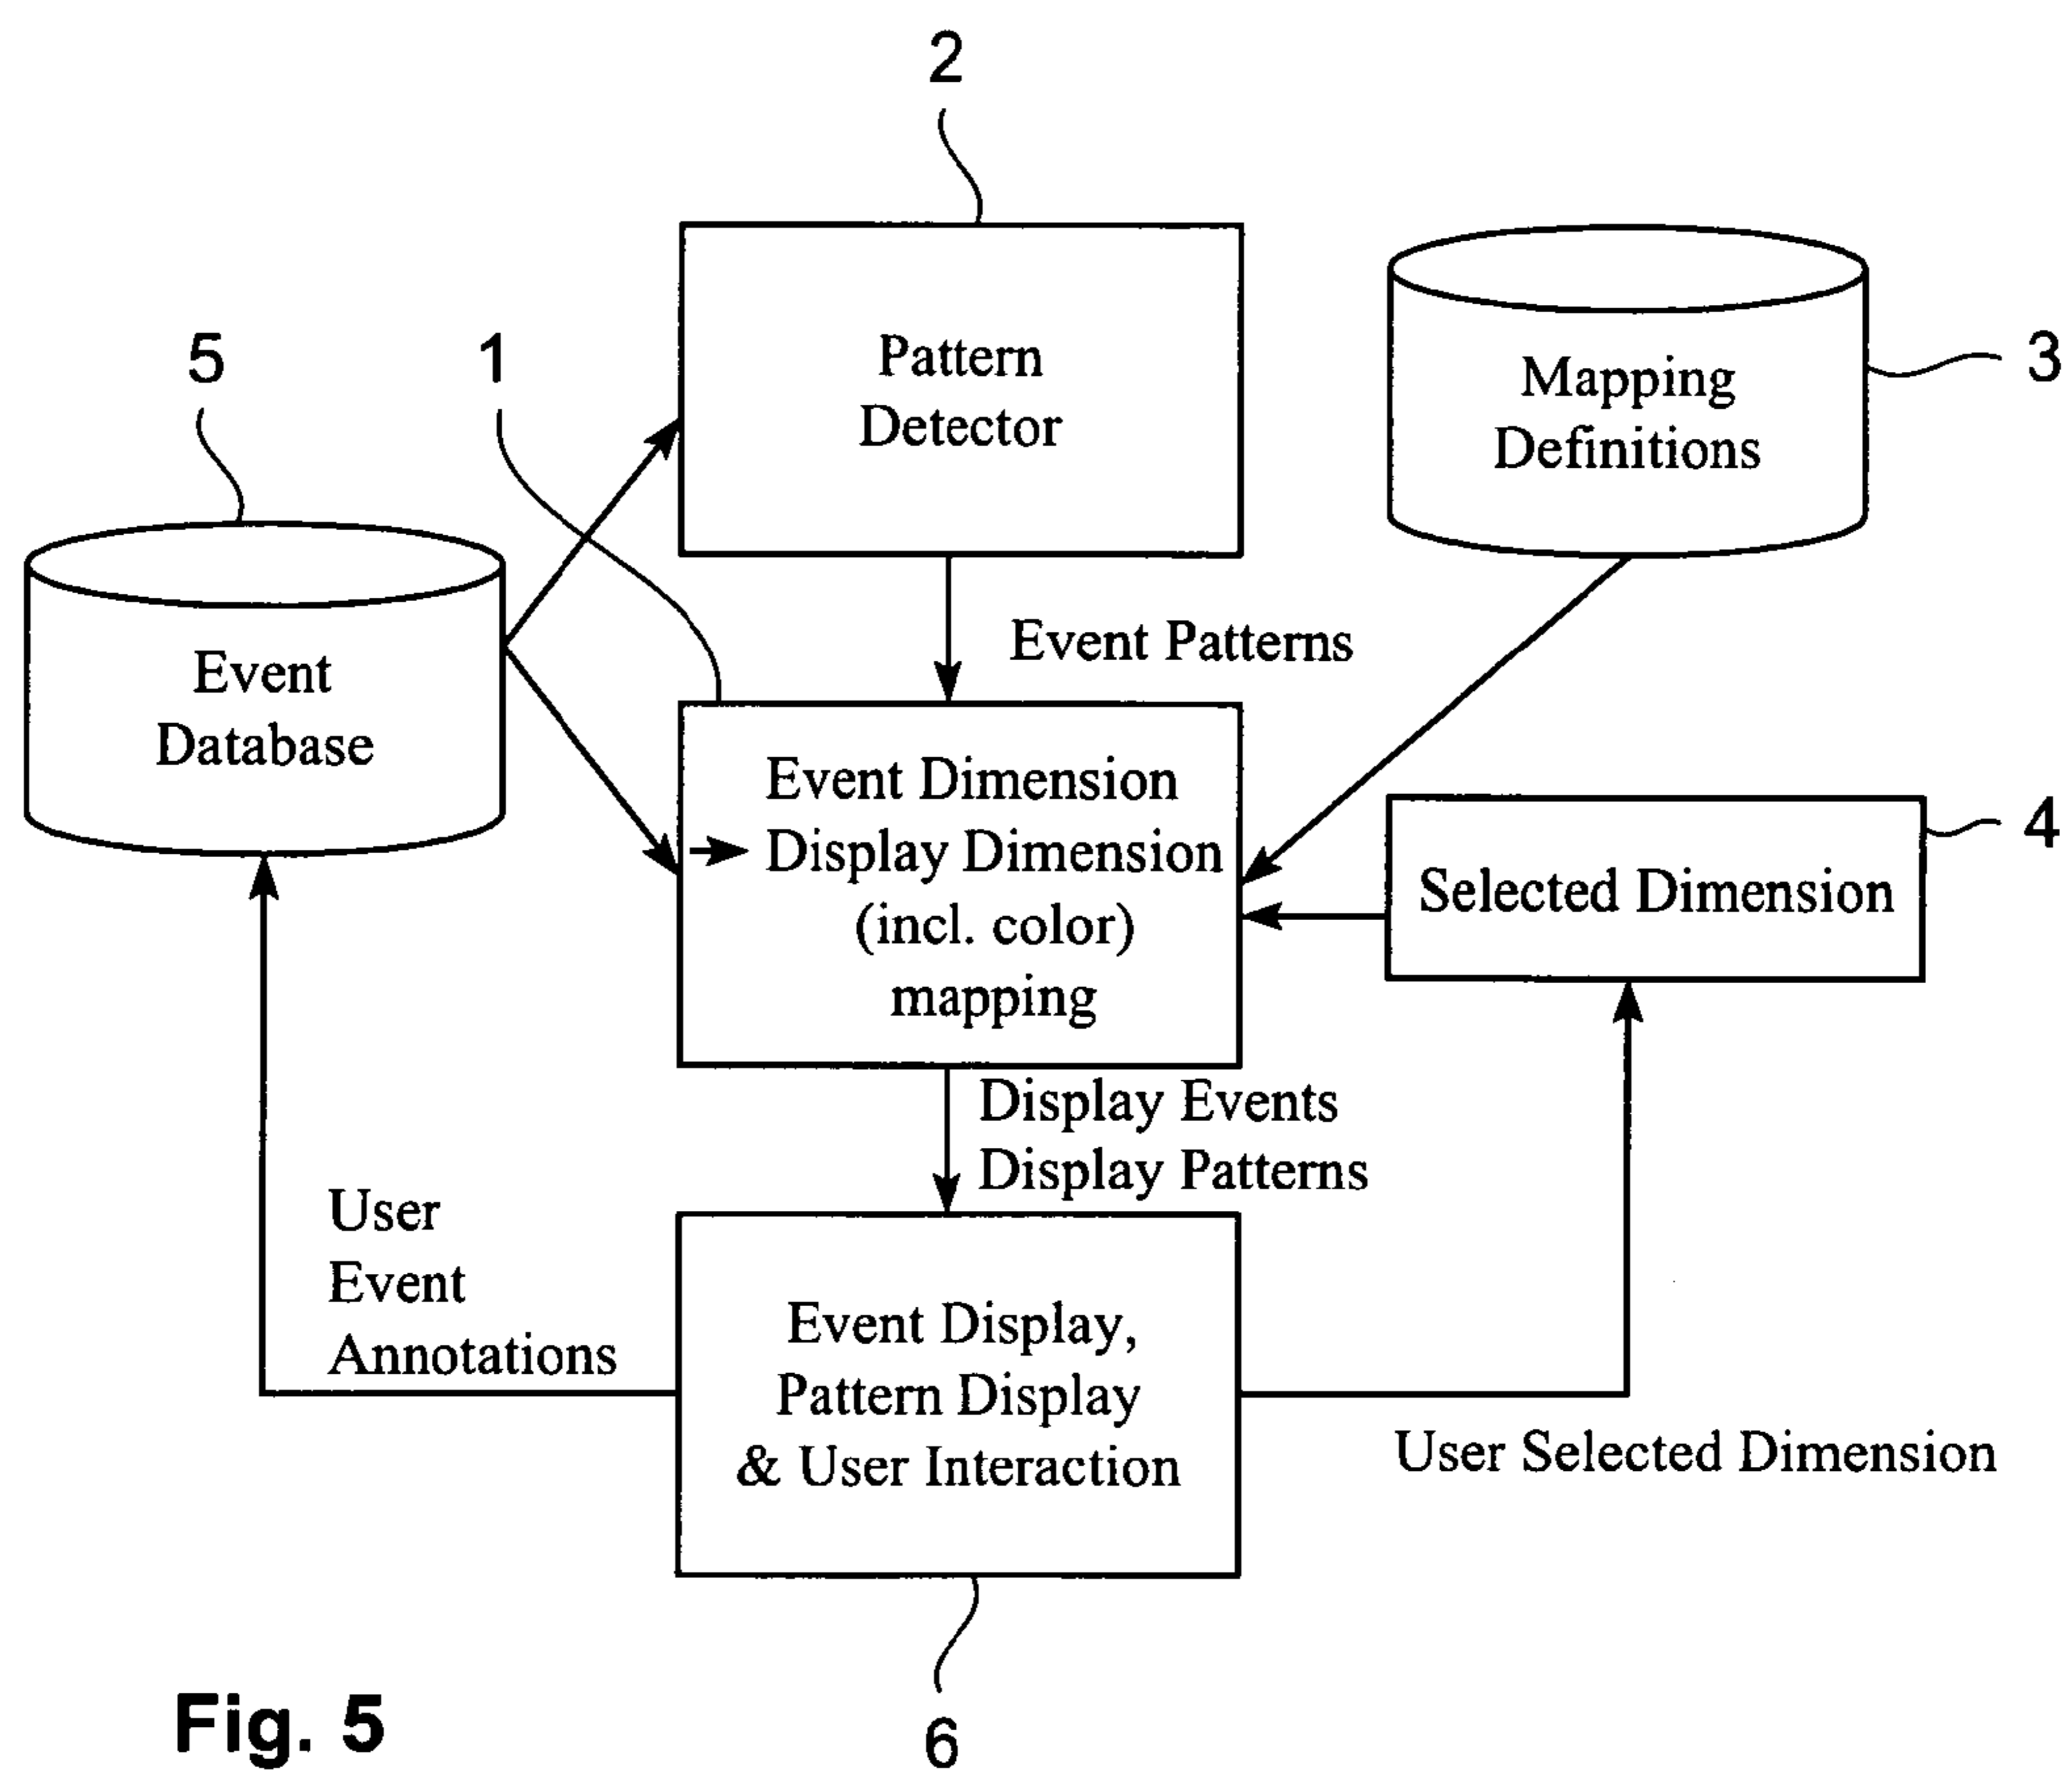 2
Pattern
Detector
Mapping
Definitions
3
5
1
Event
Database
Event Patterns
Event Dimension
→ Display Dimension
(incl. color)
mapping
4
Selected Dimension
Display Events
Display Patterns
User
Event
Annotations
Event Display,
Pattern Display
& User Interaction
User Selected Dimension
6
Fig. 5